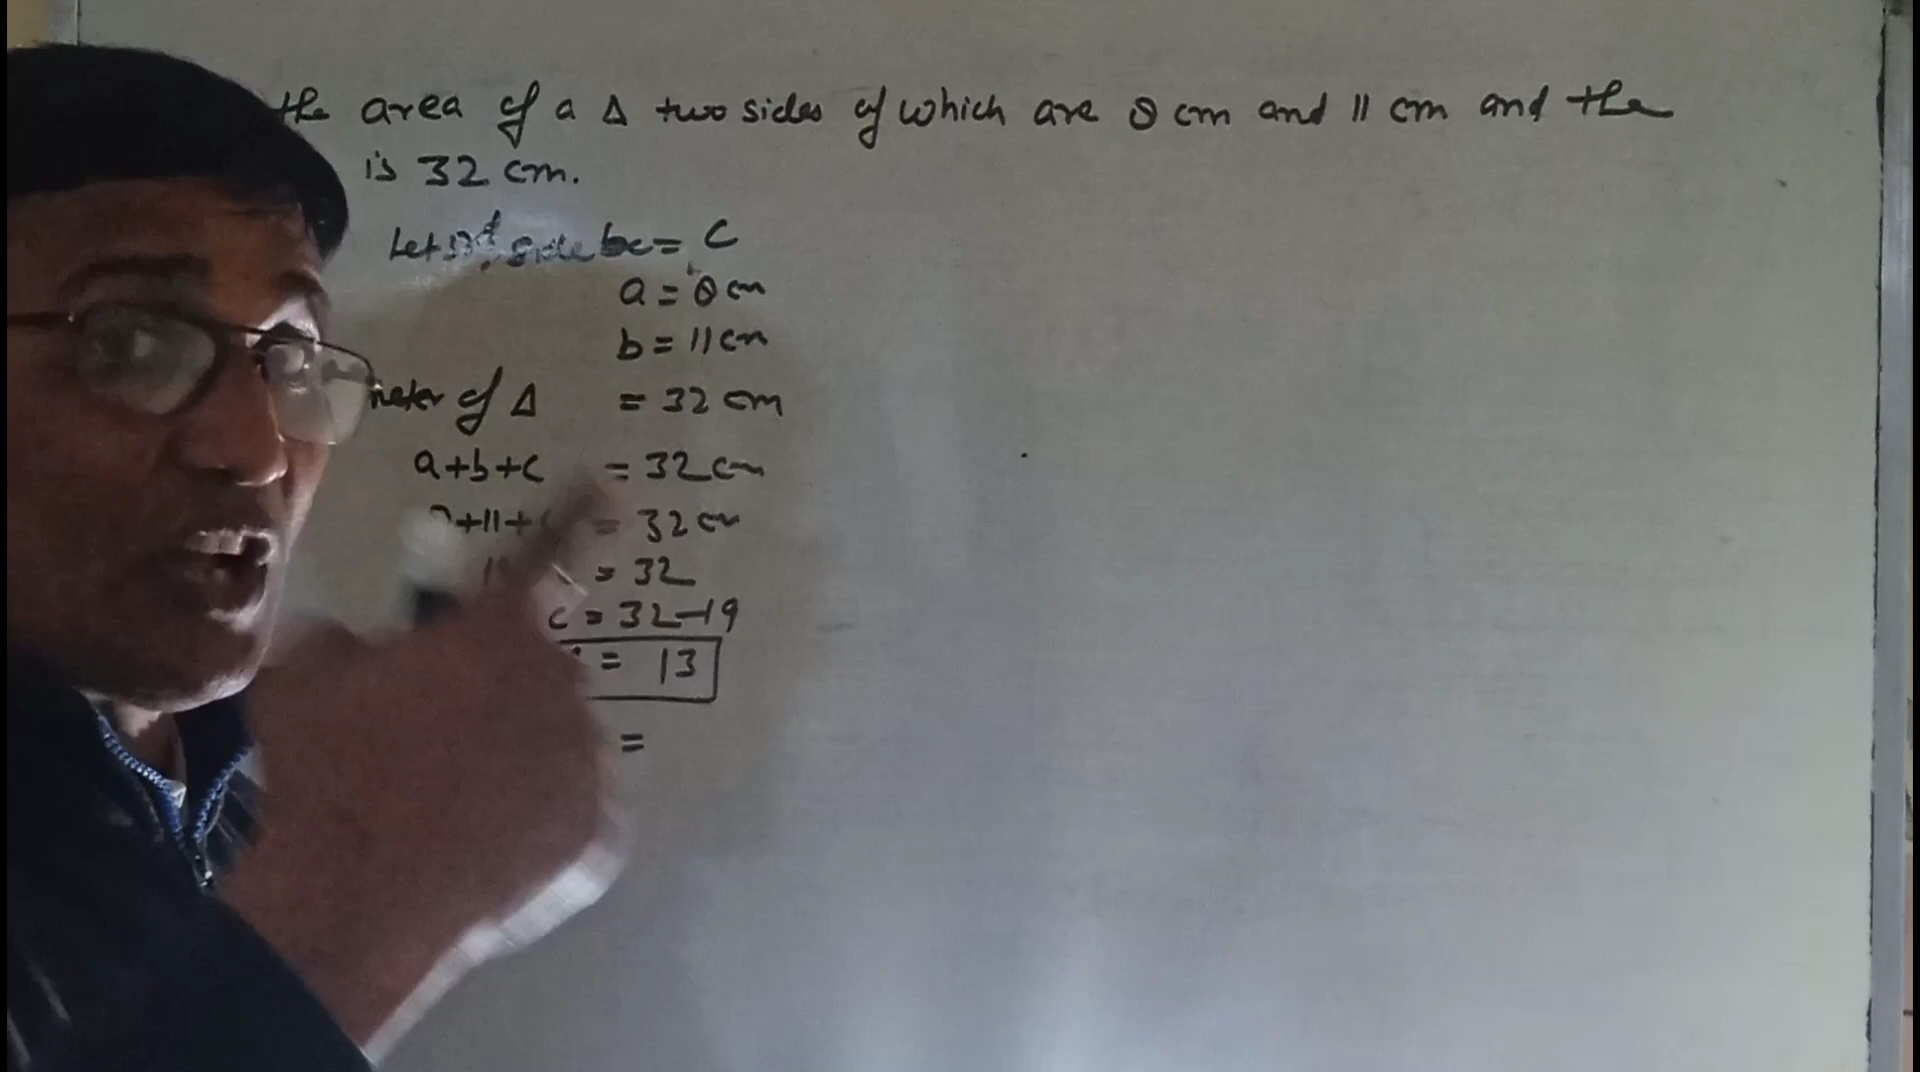 the area of a Δ two sides of which are 8 cm and 11 cm and the
is 32 cm.
Let 3rd side be = C
a = 8 cm
b = 11 cm
meter of Δ = 32 cm
a+b+c = 32 cm
+11+ = 32 cm
= 32
c = 32-19
= 13
=